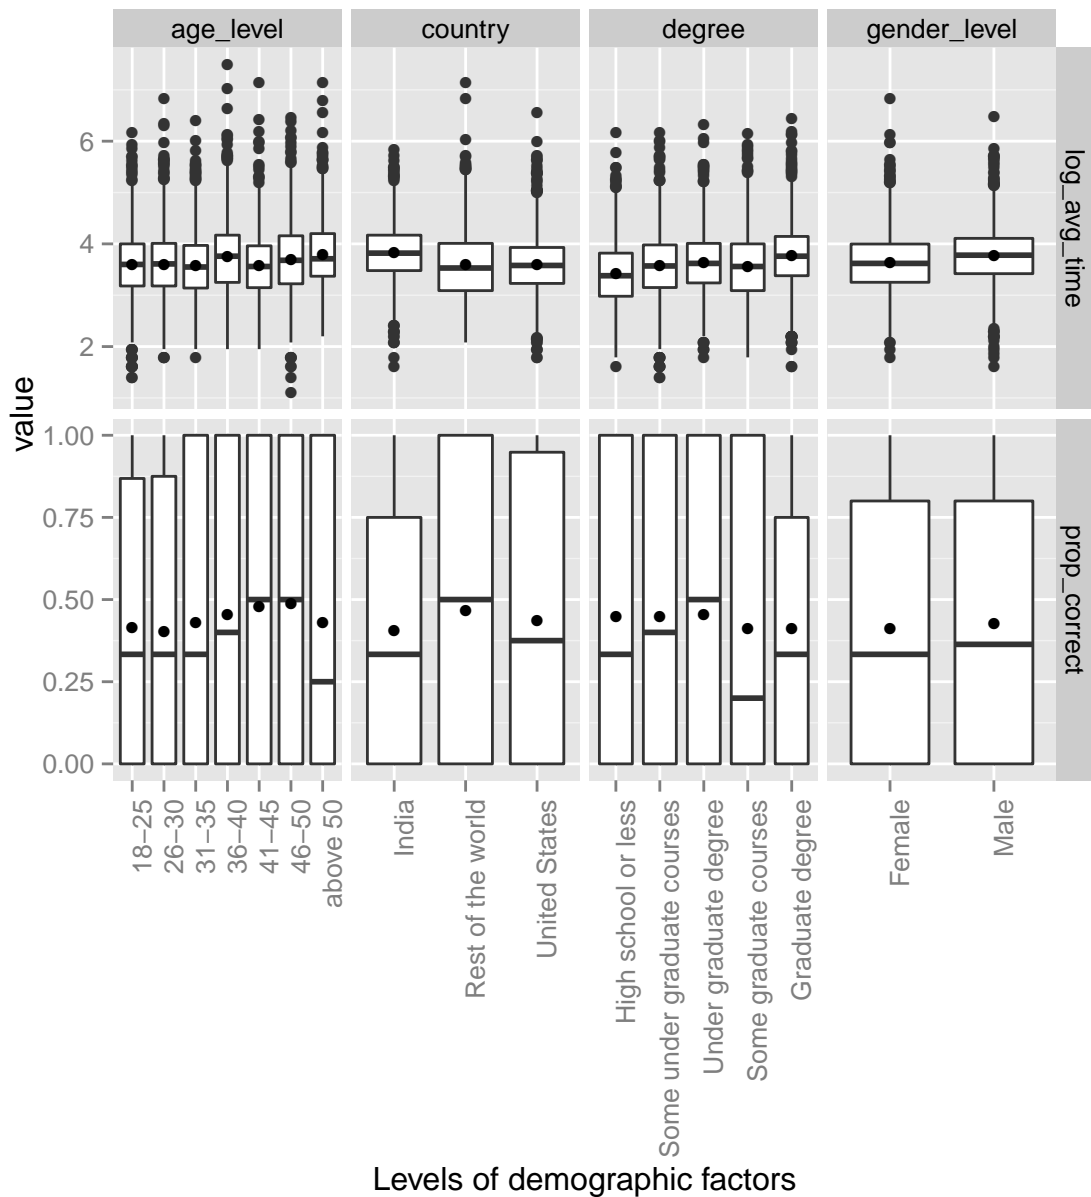 age_level
country
degree
gender_level
6
4
2
log_avg_time
value
1.00
0.75
0.50
0.25
0.00
prop_correct
18−25
26−30
31−35
36−40
41−45
46−50
above 50
India
Rest of the world
United States
High school or less
Some under graduate courses
Under graduate degree
Some graduate courses
Graduate degree
Female
Male
Levels of demographic factors